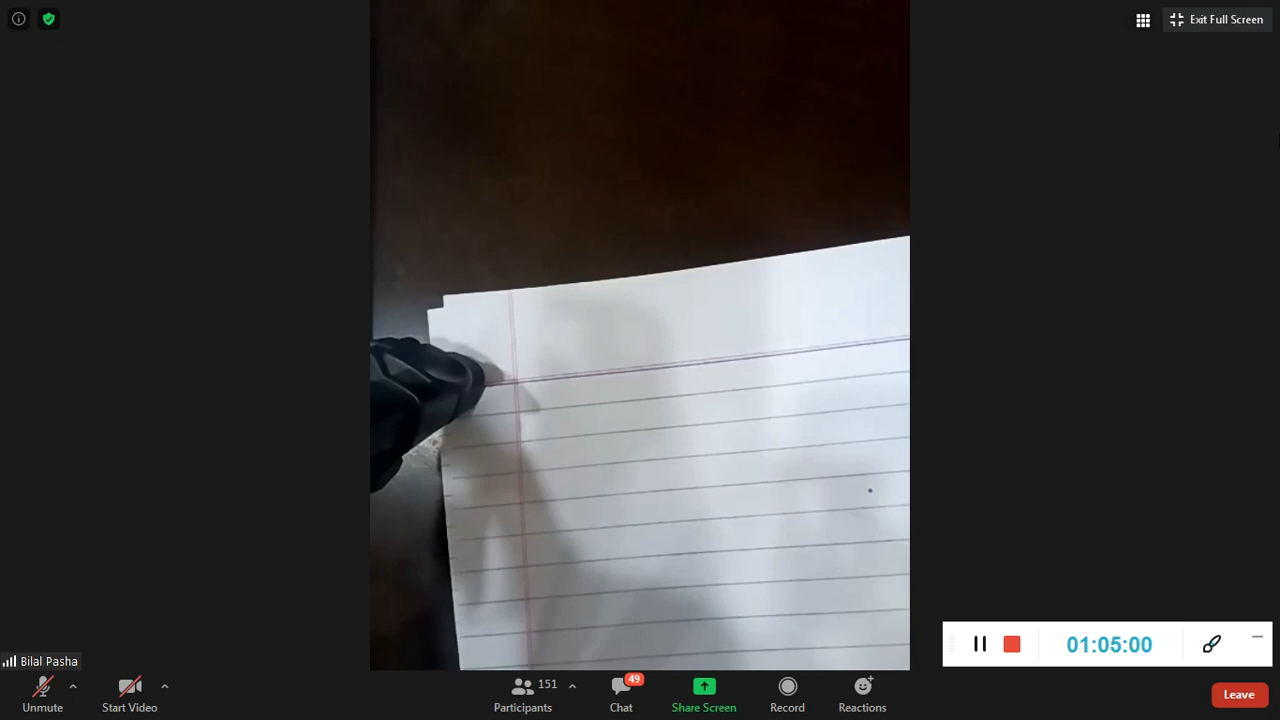 Exit Full Screen
Bilal Pasha
01:05:00
Unmute
Start Video
151
Participants
49
Chat
Share Screen
Record
Reactions
Leave